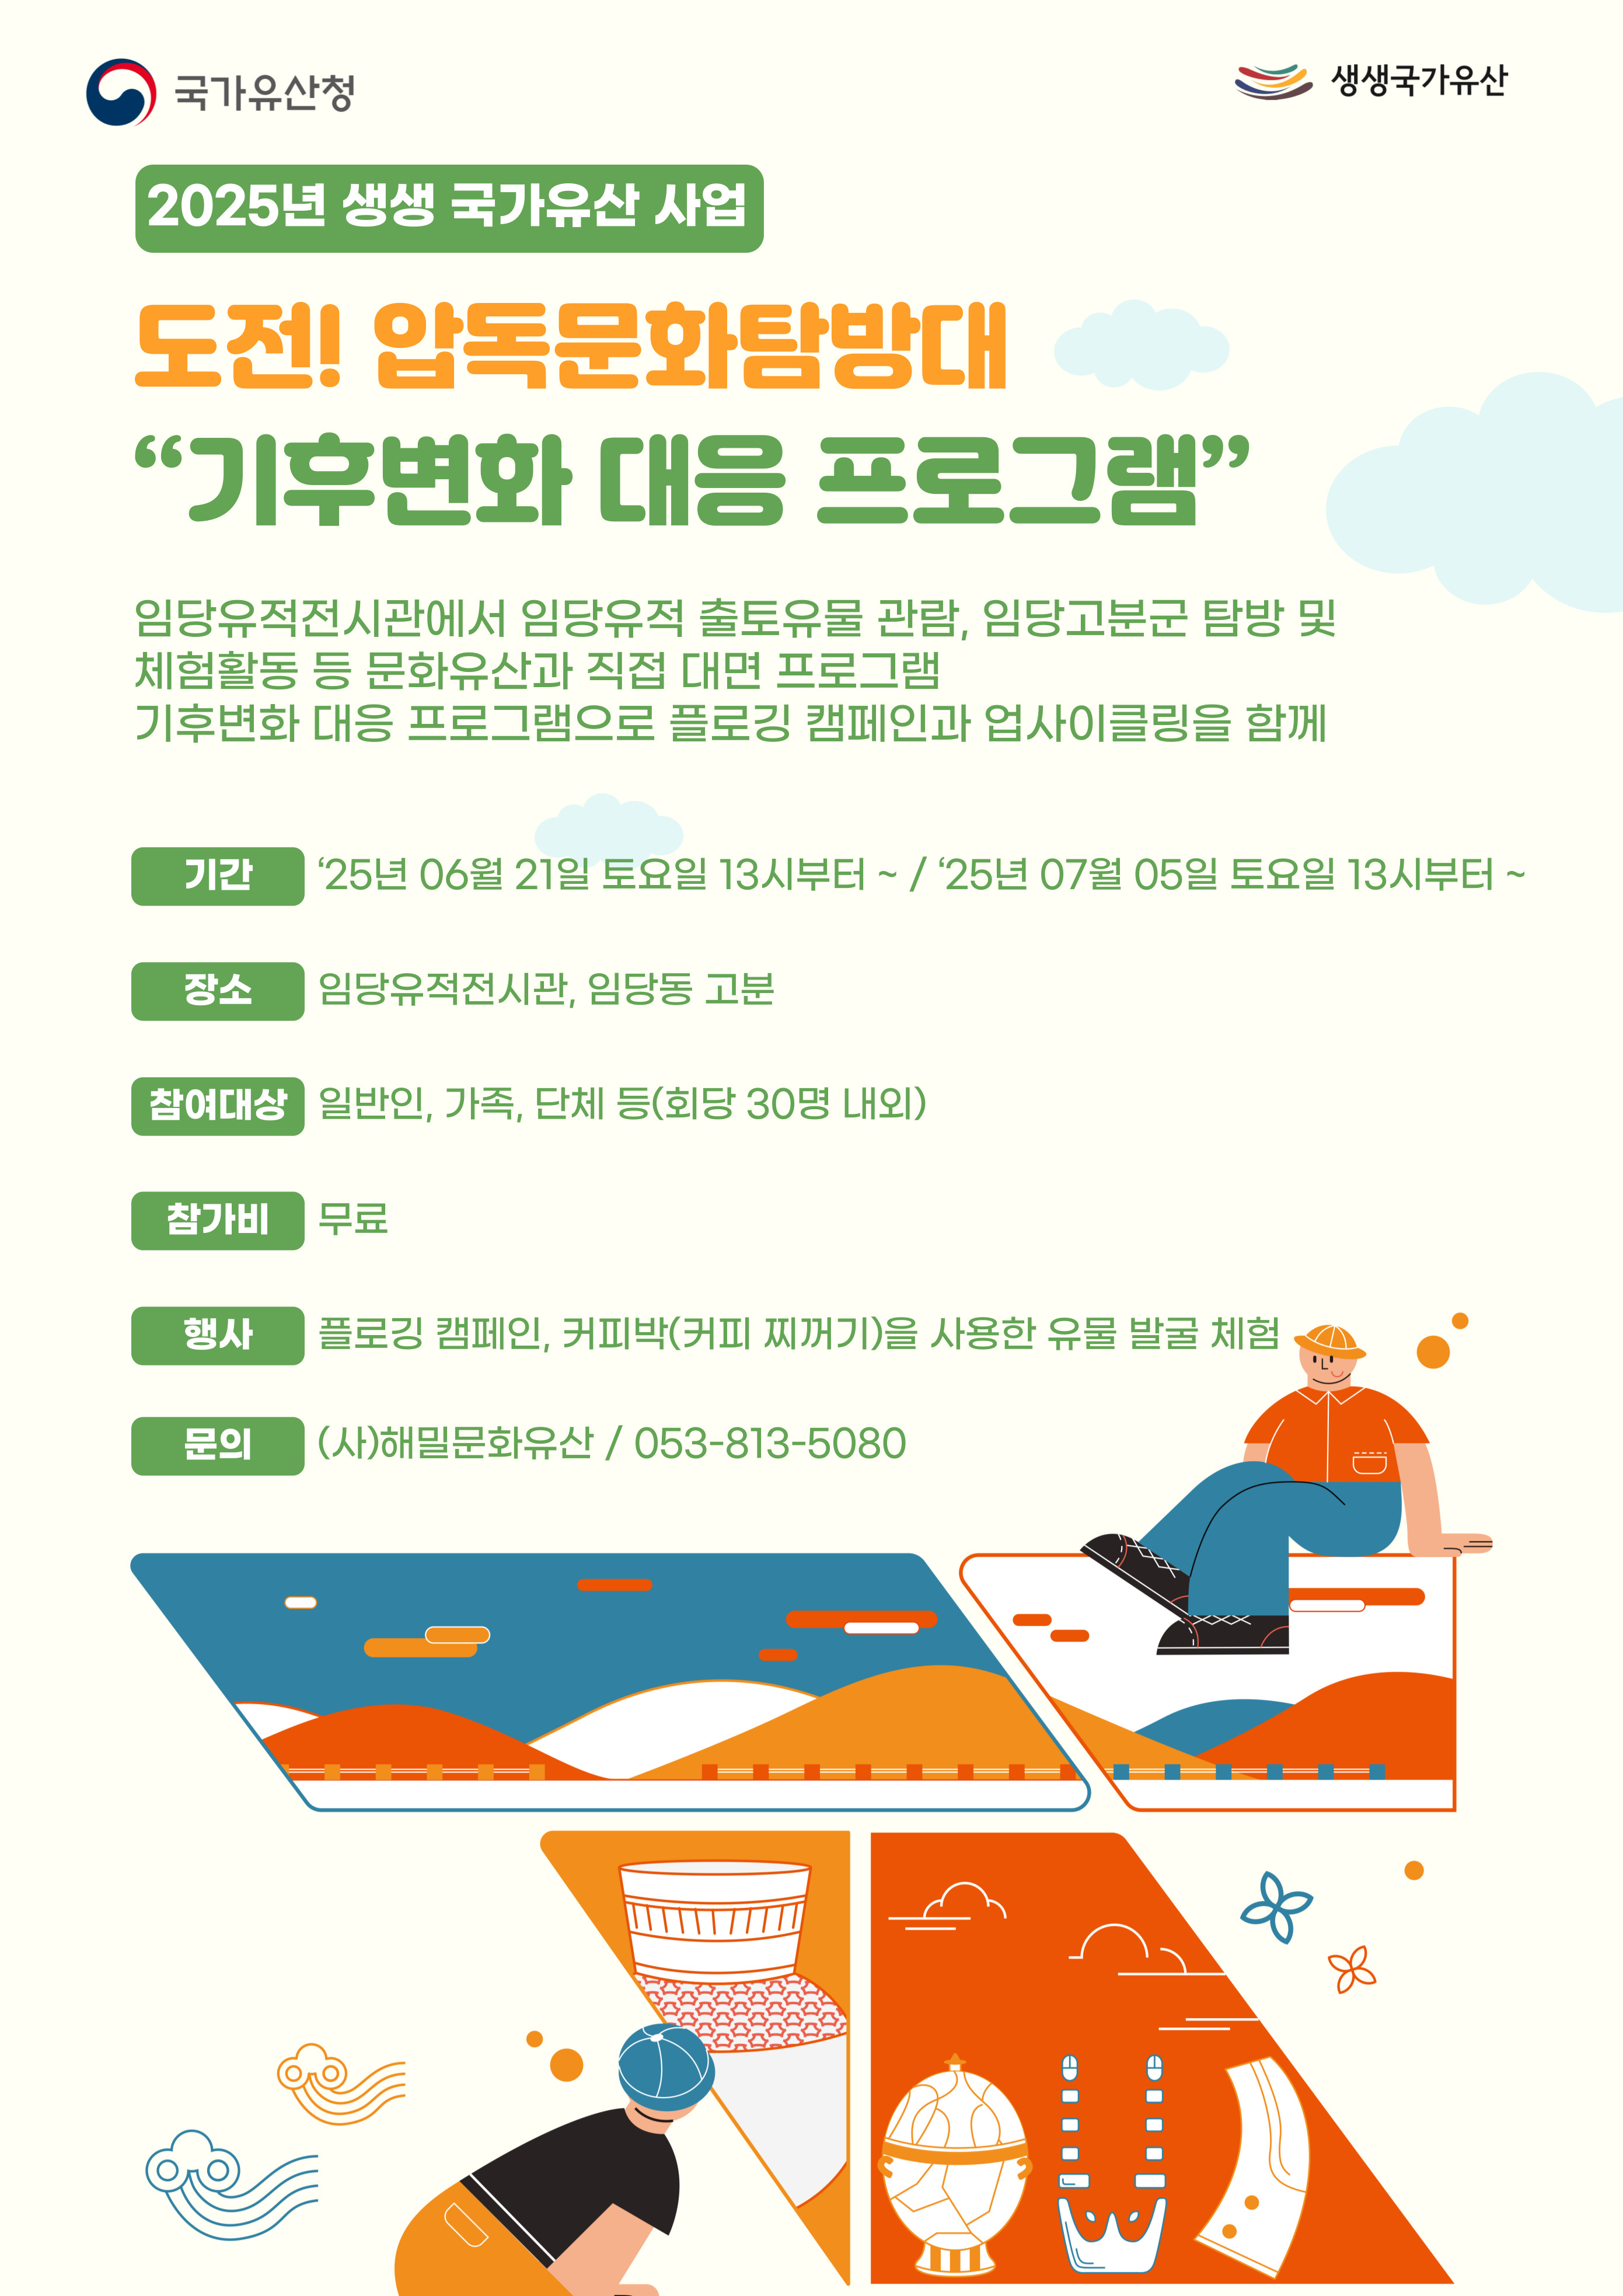 국가유산청
생생국가유산
2025년 생생 국가유산 사업
도전! 압독문화탐방대
“기후변화 대응 프로그램”
임당유적전시관에서 임당유적 출토유물 관람, 임당고분군 탐방 및
체험활동 등 문화유산과 직접 대면 프로그램
기후변화 대응 프로그램으로 플로깅 캠페인과 업사이클링을 함께
기간 ‘25년 06월 21일 토요일 13시부터 ~ / ‘25년 07월 05일 토요일 13시부터 ~
장소 임당유적전시관, 임당동 고분
참여대상 일반인, 가족, 단체 등(회당 30명 내외)
참가비 무료
행사 플로깅 캠페인, 커피박(커피 찌꺼기)을 사용한 유물 발굴 체험
문의 (사)해밀문화유산 / 053-813-5080